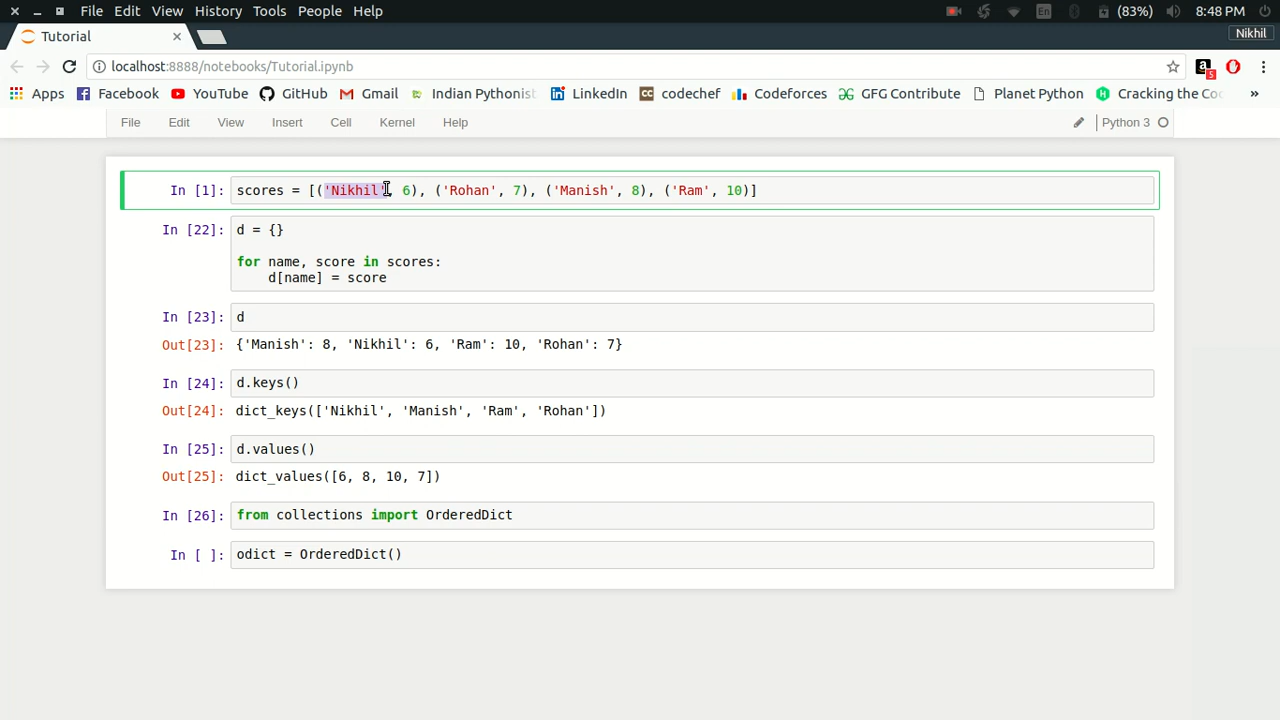 File Edit View History Tools People Help En (83%) 8:48 PM
Tutorial Nikhil
localhost:8888/notebooks/Tutorial.ipynb 5
Apps Facebook YouTube GitHub Gmail Indian Pythonis LinkedIn CC codechef Codeforces GFG Contribute Planet Python Cracking the Co »
File Edit View Insert Cell Kernel Help Python 3
In [1]: scores = [('Nikhil', 6), ('Rohan', 7), ('Manish', 8), ('Ram', 10)]
In [22]: d = {}
for name, score in scores:
d[name] = score
In [23]: d
Out[23]: {'Manish': 8, 'Nikhil': 6, 'Ram': 10, 'Rohan': 7}
In [24]: d.keys()
Out[24]: dict_keys(['Nikhil', 'Manish', 'Ram', 'Rohan'])
In [25]: d.values()
Out[25]: dict_values([6, 8, 10, 7])
In [26]: from collections import OrderedDict
In [ ]: odict = OrderedDict()